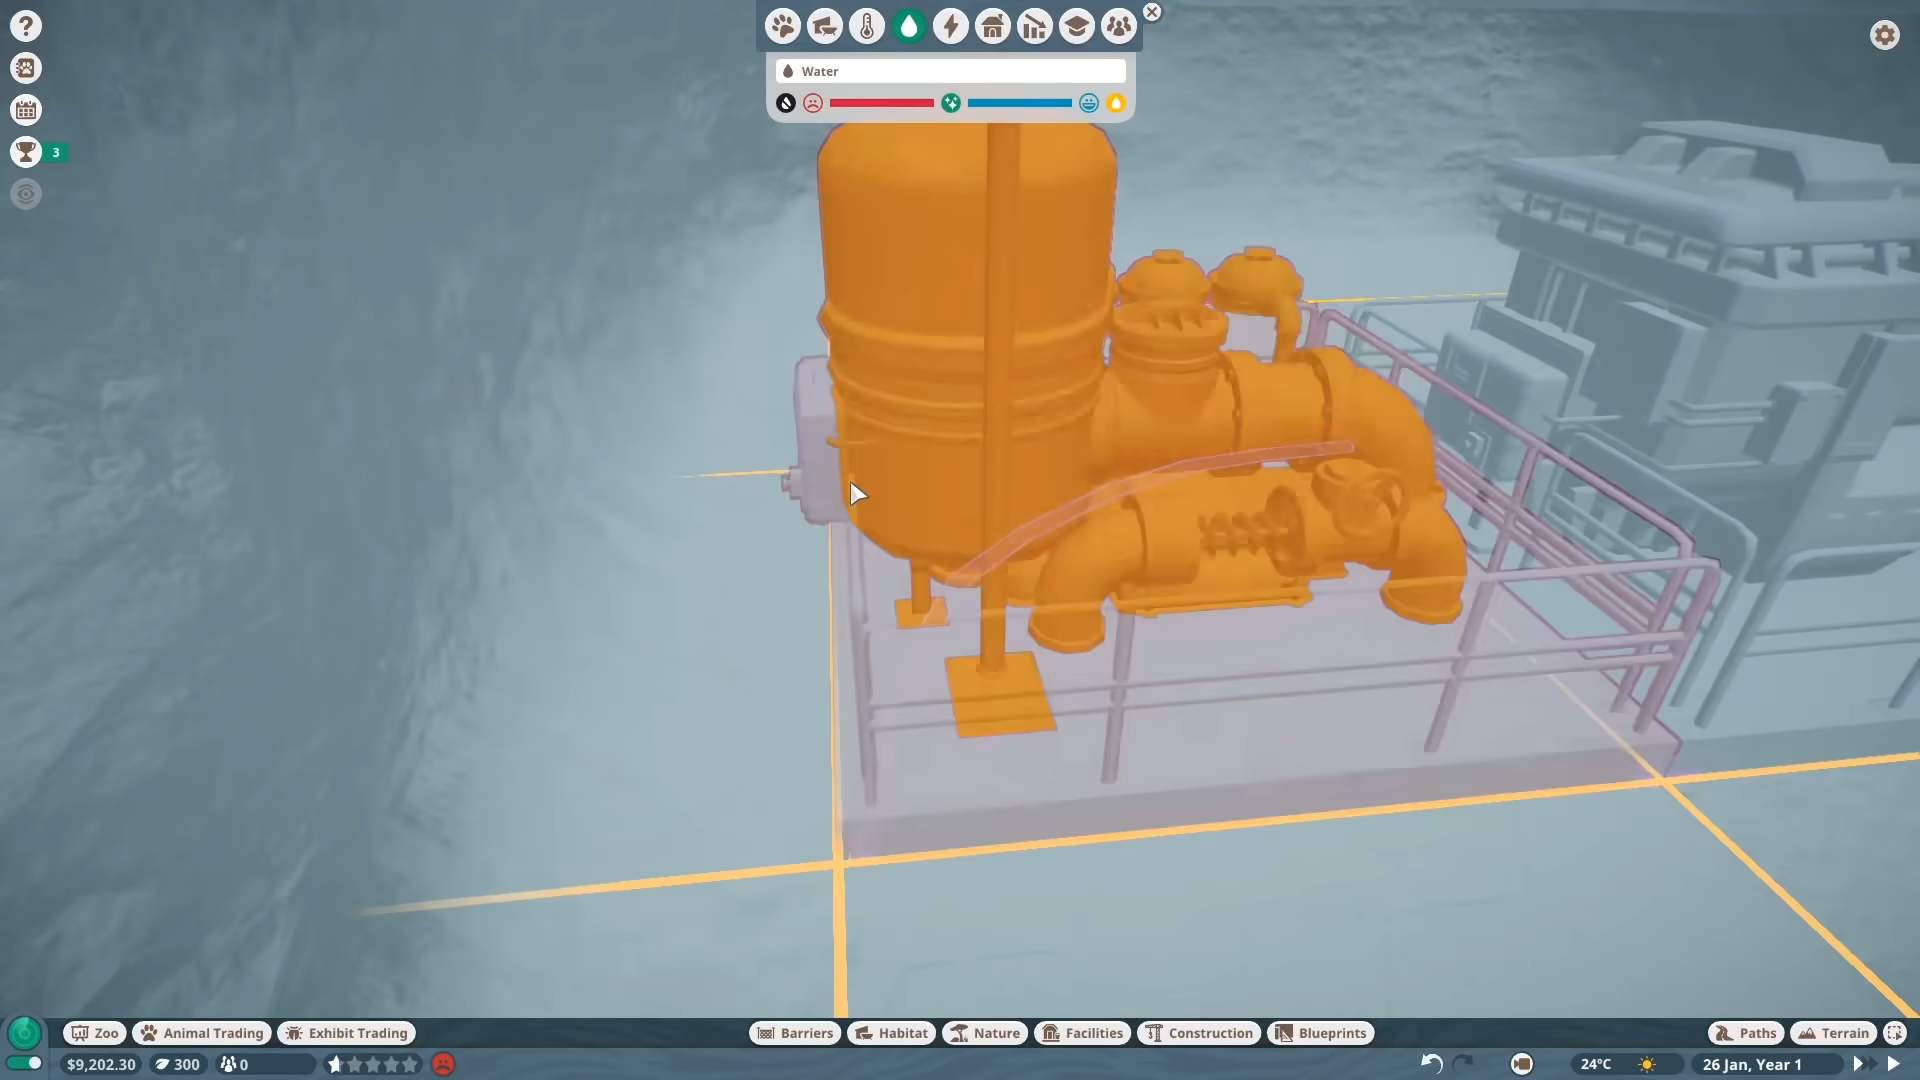 Water
3
Zoo
Animal Trading
Exhibit Trading
Barriers
Habitat
Nature
Facilities
Construction
Blueprints
Paths
Terrain
$9,202.30
300
0
24°C
26 Jan, Year 1